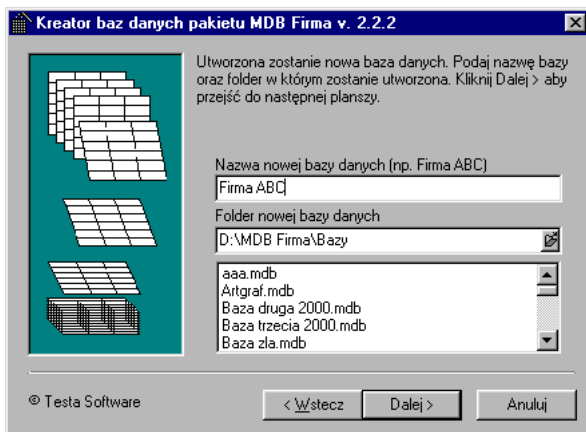 Kreator baz danych pakietu MDB Firma v. 2.2.2
Utworzona zostanie nowa baza danych. Podaj nazwę bazy
oraz folder w którym zostanie utworzona. Kliknij Dalej > aby
przejść do następnej planszy.
Nazwa nowej bazy danych (np. Firma ABC)
Firma ABC
Folder nowej bazy danych
D:\MDB Firma\Bazy
aaa.mdb
Artgraf.mdb
Baza druga 2000.mdb
Baza trzecia 2000.mdb
Baza zla.mdb
© Testa Software
< Wstecz
Dalej >
Anuluj